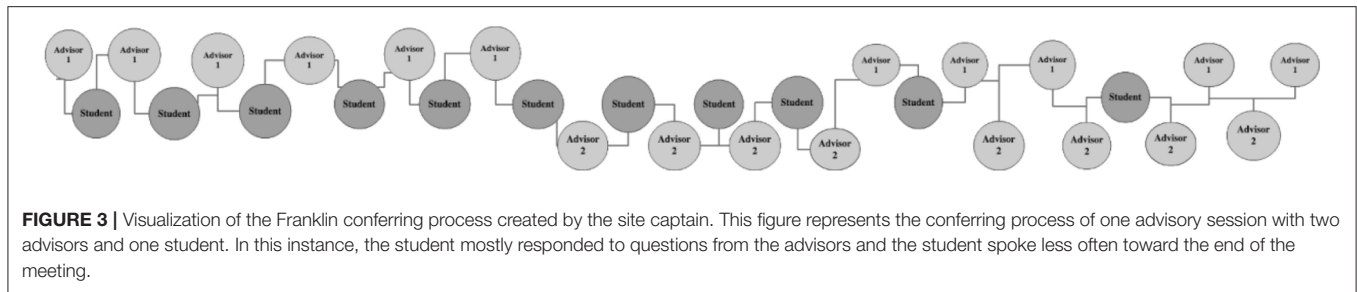 Advisor
1
Student
Advisor
1
Student
Advisor
1
Student
Advisor
1
Student
Advisor
1
Student
Advisor
1
Student
Advisor
2
Student
Advisor
2
Student
Advisor
2
Student
Advisor
2
Advisor
1
Student
Advisor
1
Advisor
2
Advisor
1
Advisor
2
Student
Advisor
2
Advisor
1
Advisor
2
Advisor
1
FIGURE 3 | Visualization of the Franklin conferring process created by the site captain. This figure represents the conferring process of one advisory session with two
advisors and one student. In this instance, the student mostly responded to questions from the advisors and the student spoke less often toward the end of the
meeting.